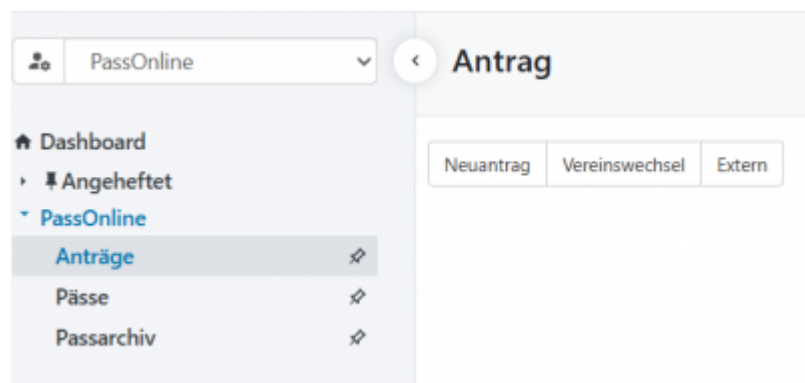 PassOnline
Dashboard
Angeheftet
PassOnline
Anträge
Pässe
Passarchiv
Antrag
Neuantrag Vereinswechsel Extern